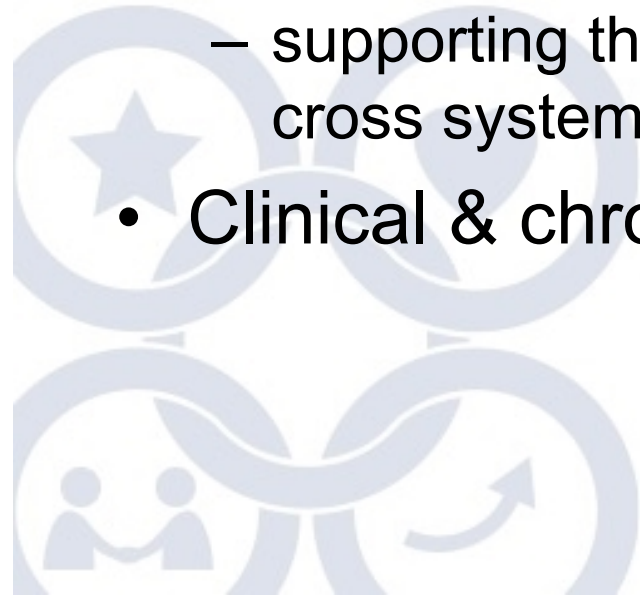 – supporting th
cross system
• Clinical & chro